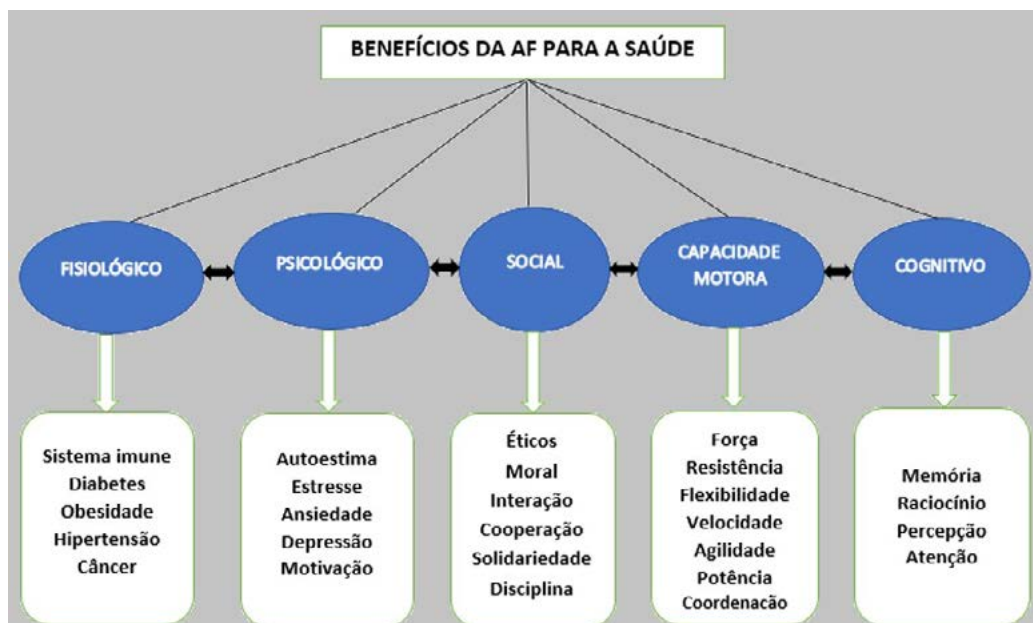 BENEFÍCIOS DA AF PARA A SAÚDE
FISIOLÓGICO
PSICOLÓGICO
SOCIAL
CAPACIDADE
MOTORA
COGNITIVO
Sistema imune
Diabetes
Obesidade
Hipertensão
Câncer
Autoestima
Estresse
Ansiedade
Depressão
Motivação
Éticos
Moral
Interação
Cooperação
Solidariedade
Disciplina
Força
Resistência
Flexibilidade
Velocidade
Agilidade
Potência
Coordenacão
Memória
Raciocínio
Percepção
Atenção